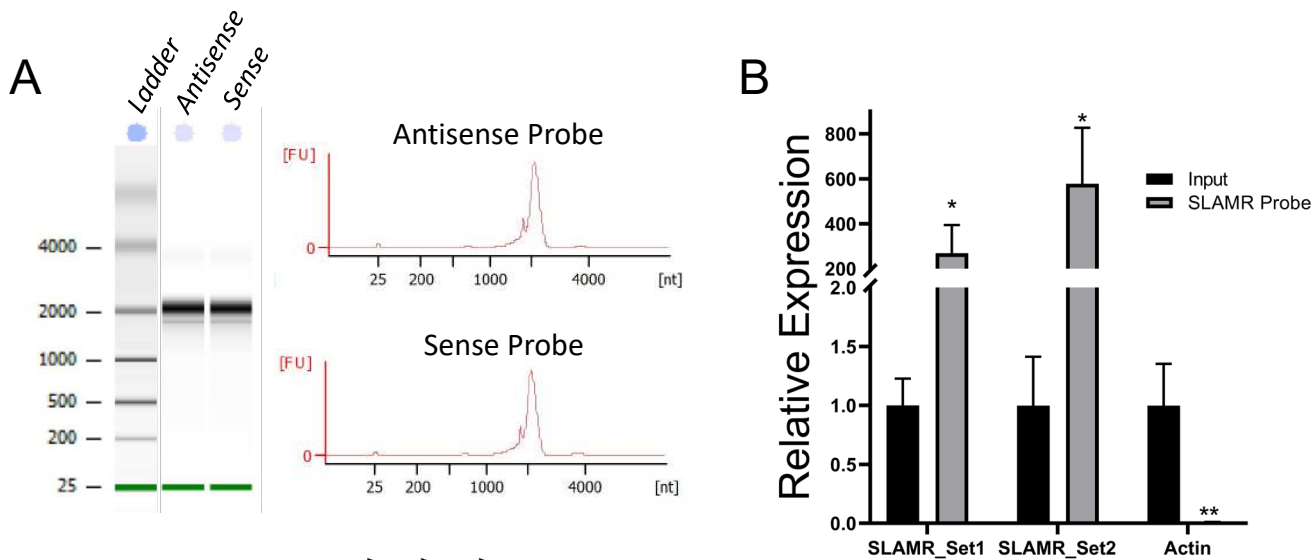 A
Ladder
Antisense
Sense
4000
2000
1000
500
200
25
Antisense Probe
[FU]
0
25 200 1000 4000 [nt]
Sense Probe
[FU]
0
25 200 1000 4000 [nt]
B
Relative Expression
800
600
400
200
2.0
1.5
1.0
0.5
0.0
*
*
**
Input
SLAMR Probe
SLAMR_Set1 SLAMR_Set2 Actin